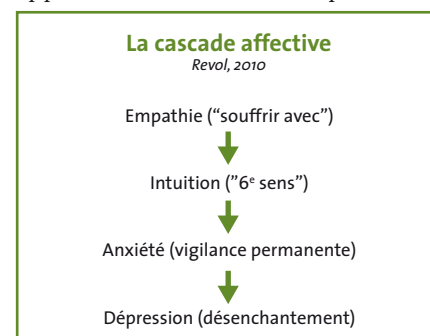 La cascade affective
Revol, 2010
Empathie (“souffrir avec”)
Intuition (”6e sens”)
Anxiété (vigilance permanente)
Dépression (désenchantement)